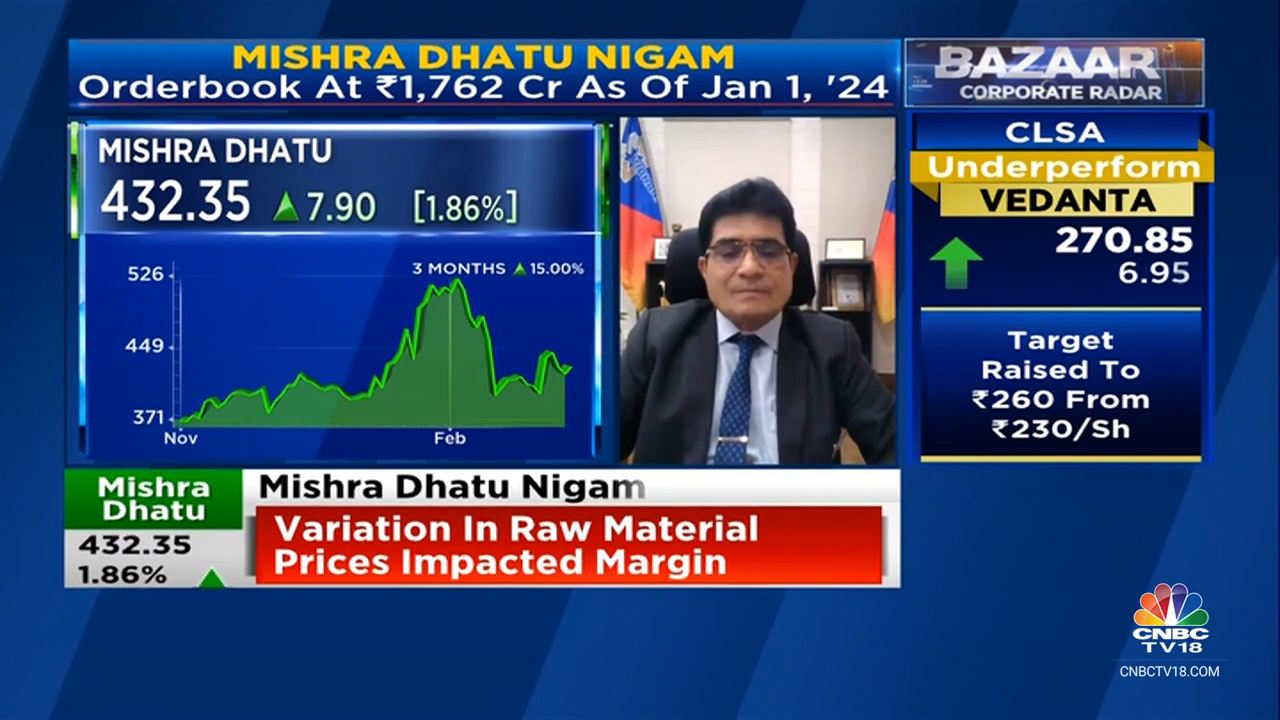 MISHRA DHATU NIGAM
Orderbook At ₹1,762 Cr As Of Jan 1, '24
BAZAAR
CORPORATE RADAR
MISHRA DHATU
432.35 ▲ 7.90 [1.86%]
3 MONTHS ▲ 15.00%
526
449
371
Nov Feb
CLSA
Underperform
VEDANTA
270.85
6.95
Target
Raised To
₹260 From
₹230/Sh
Mishra
Dhatu
432.35
1.86%
Mishra Dhatu Nigam
Variation In Raw Material
Prices Impacted Margin
CNBC
TV18
CNBCTV18.COM